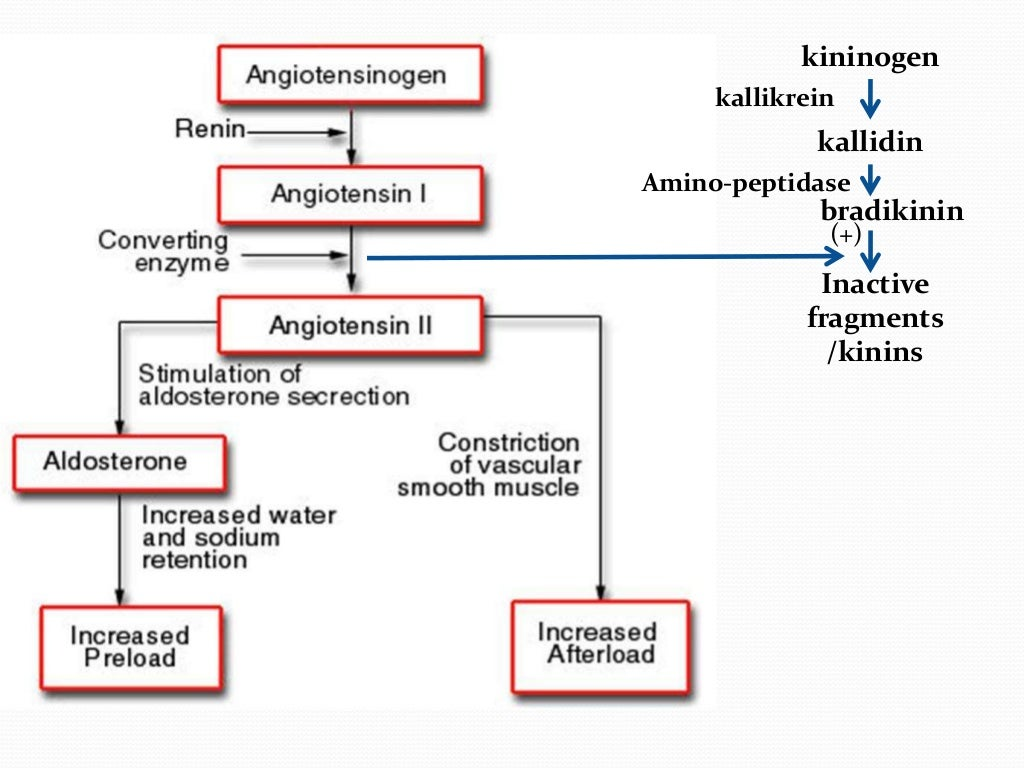 Angiotensinogen
Renin
Angiotensin I
Converting
enzyme
Angiotensin II
Stimulation of
aldosterone secretion
Aldosterone
Constriction
of vascular
smooth muscle
Increased water
and sodium
retention
Increased
Preload
Increased
Afterload
kininogen
kallikrein
kallidin
Amino-peptidase
bradikinin
(+)
Inactive
fragments
/kinins